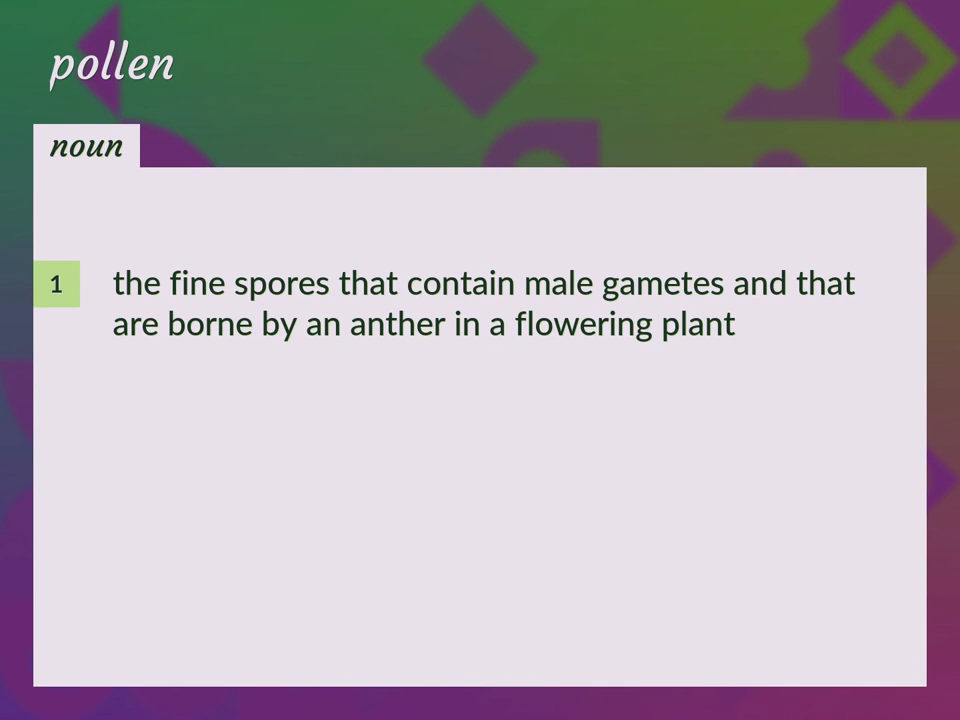 pollen
noun
1
the fine spores that contain male gametes and that
are borne by an anther in a flowering plant